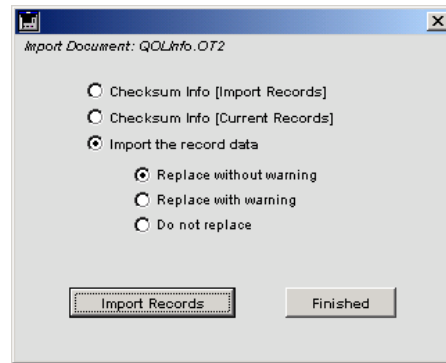 Import Document: QOLInfo.OT2
Checksum Info [Import Records]
Checksum Info [Current Records]
Import the record data
Replace without warning
Replace with warning
Do not replace
Import Records Finished